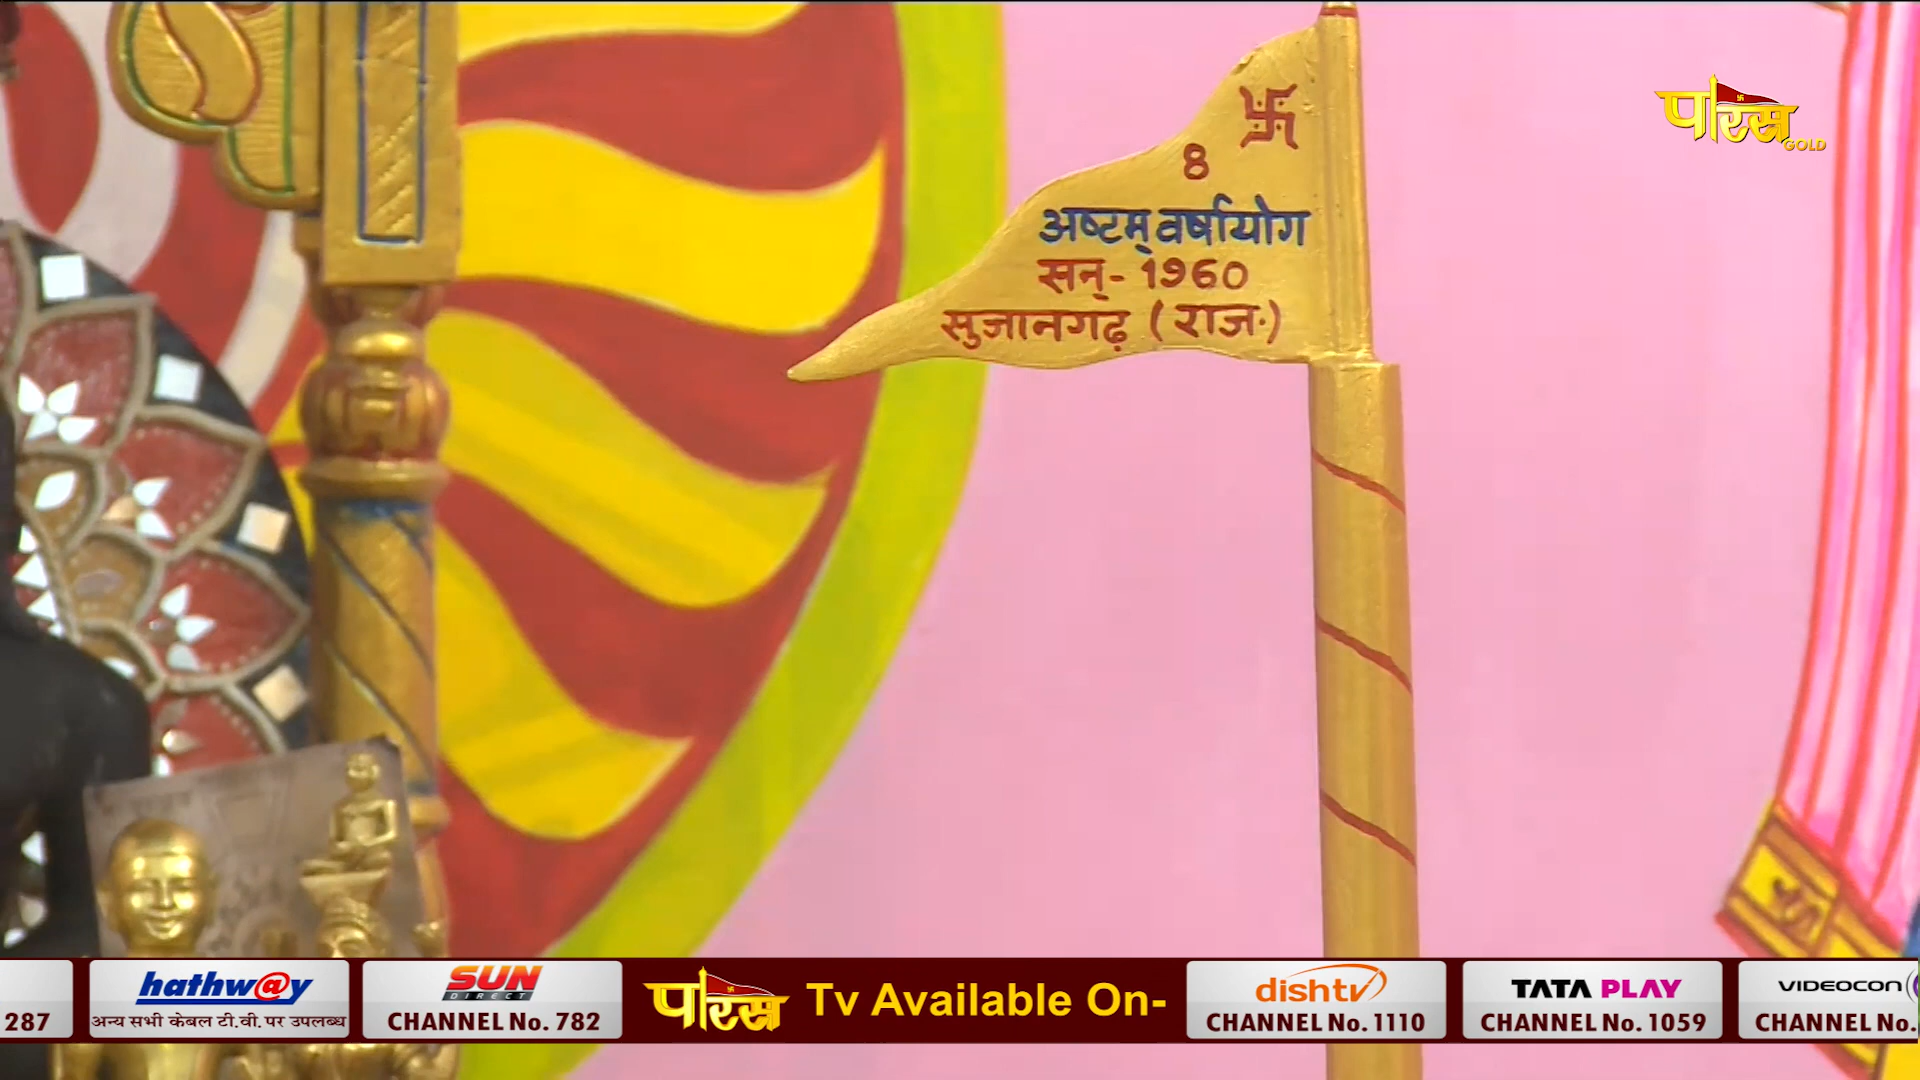 पारस
GOLD
8
अष्टम् वर्षायोग
सन्- 1960
सुजानगढ़ (राज.)
287
hathw@y
अन्य सभी केबल टी.वी. पर उपलब्ध
SUN
DIRECT
CHANNEL No. 782
पारस Tv Available On-
dishtv
CHANNEL No. 1110
TATA PLAY
CHANNEL No. 1059
VIDEOCON
CHANNEL No.